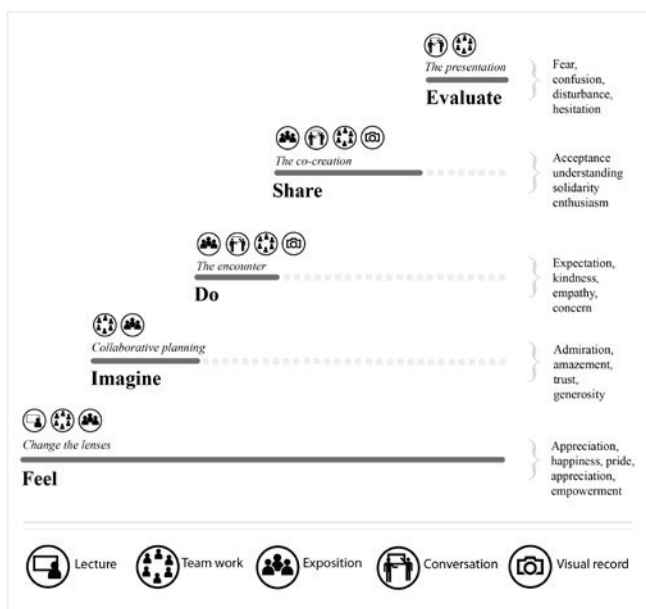 The presentation
Evaluate
Fear,
confusion,
disturbance,
hesitation
The co-creation
Share
Acceptance
understanding
solidarity
enthusiasm
The encounter
Do
Expectation,
kindness,
empathy,
concern
Collaborative planning
Imagine
Admiration,
amazement,
trust,
generosity
Change the lenses
Feel
Appreciation,
happiness, pride,
appreciation,
empowerment
Lecture Team work Exposition Conversation Visual record